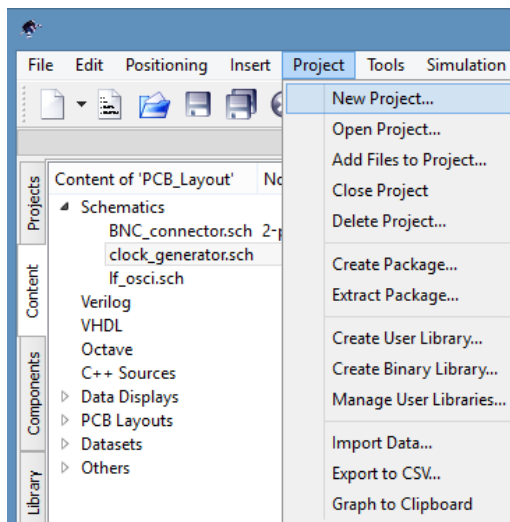 File Edit Positioning Insert Project Tools Simulation
New Project...
Open Project...
Add Files to Project...
Close Project
Delete Project...
Create Package...
Extract Package...
Create User Library...
Create Binary Library...
Manage User Libraries...
Import Data...
Export to CSV...
Graph to Clipboard
Projects
Content
Components
Library
Content of 'PCB_Layout'
Schematics
BNC_connector.sch
clock_generator.sch
lf_osci.sch
Verilog
VHDL
Octave
C++ Sources
Data Displays
PCB Layouts
Datasets
Others